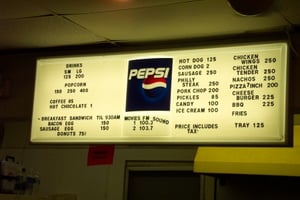 DRINKS
SM LG
125 200
POPCORN
150 250 400
COFFEE 85
HOT CHOCOLATE 1
BREAKFAST SANDWICH TIL 930AM
BACON EGG 150
SAUSAGE EGG 150
DONUTS 75¢
PEPSI
MOVIES FM SOUND
1 100.3
2 103.7
HOT DOG 125
CORN DOG 2
SAUSAGE 250
PHILLY
STEAK 250
PORK CHOP 200
PICKLES 85
CANDY 100
ICE CREAM 100
PRICE INCLUDES
TAX
CHICKEN
WINGS 250
CHICKEN
TENDER 250
NACHOS 250
PIZZA 7INCH 200
CHEESE
BURGER 225
BBQ 225
FRIES
TRAY 125